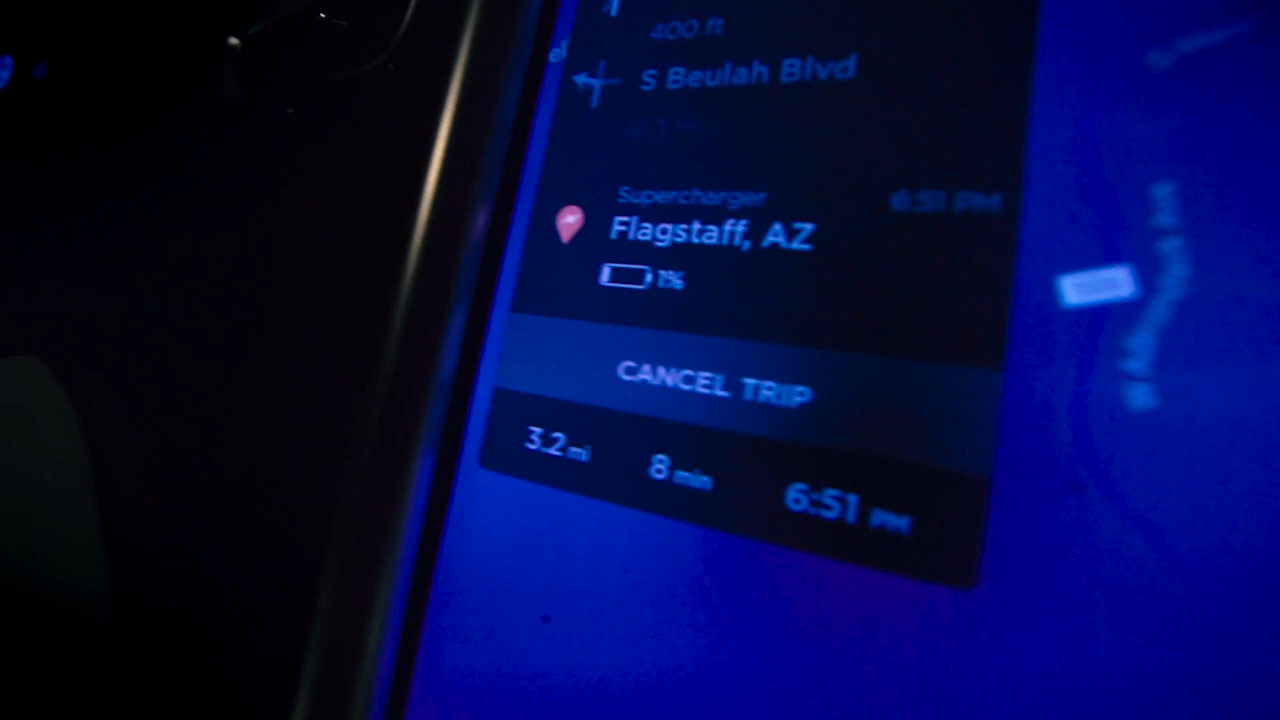 400 ft
S Beulah Blvd
Supercharger
6:51 PM
Flagstaff, AZ
1%
CANCEL TRIP
3.2 mi 8 min 6:51 PM